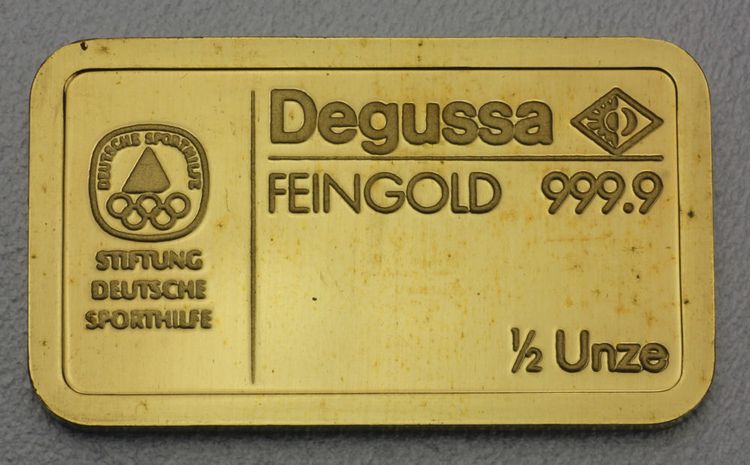 DEUTSCHE SPORTHILFE
STIFTUNG
DEUTSCHE
SPORTHILFE
Degussa
FEINGOLD 999.9
½ Unze